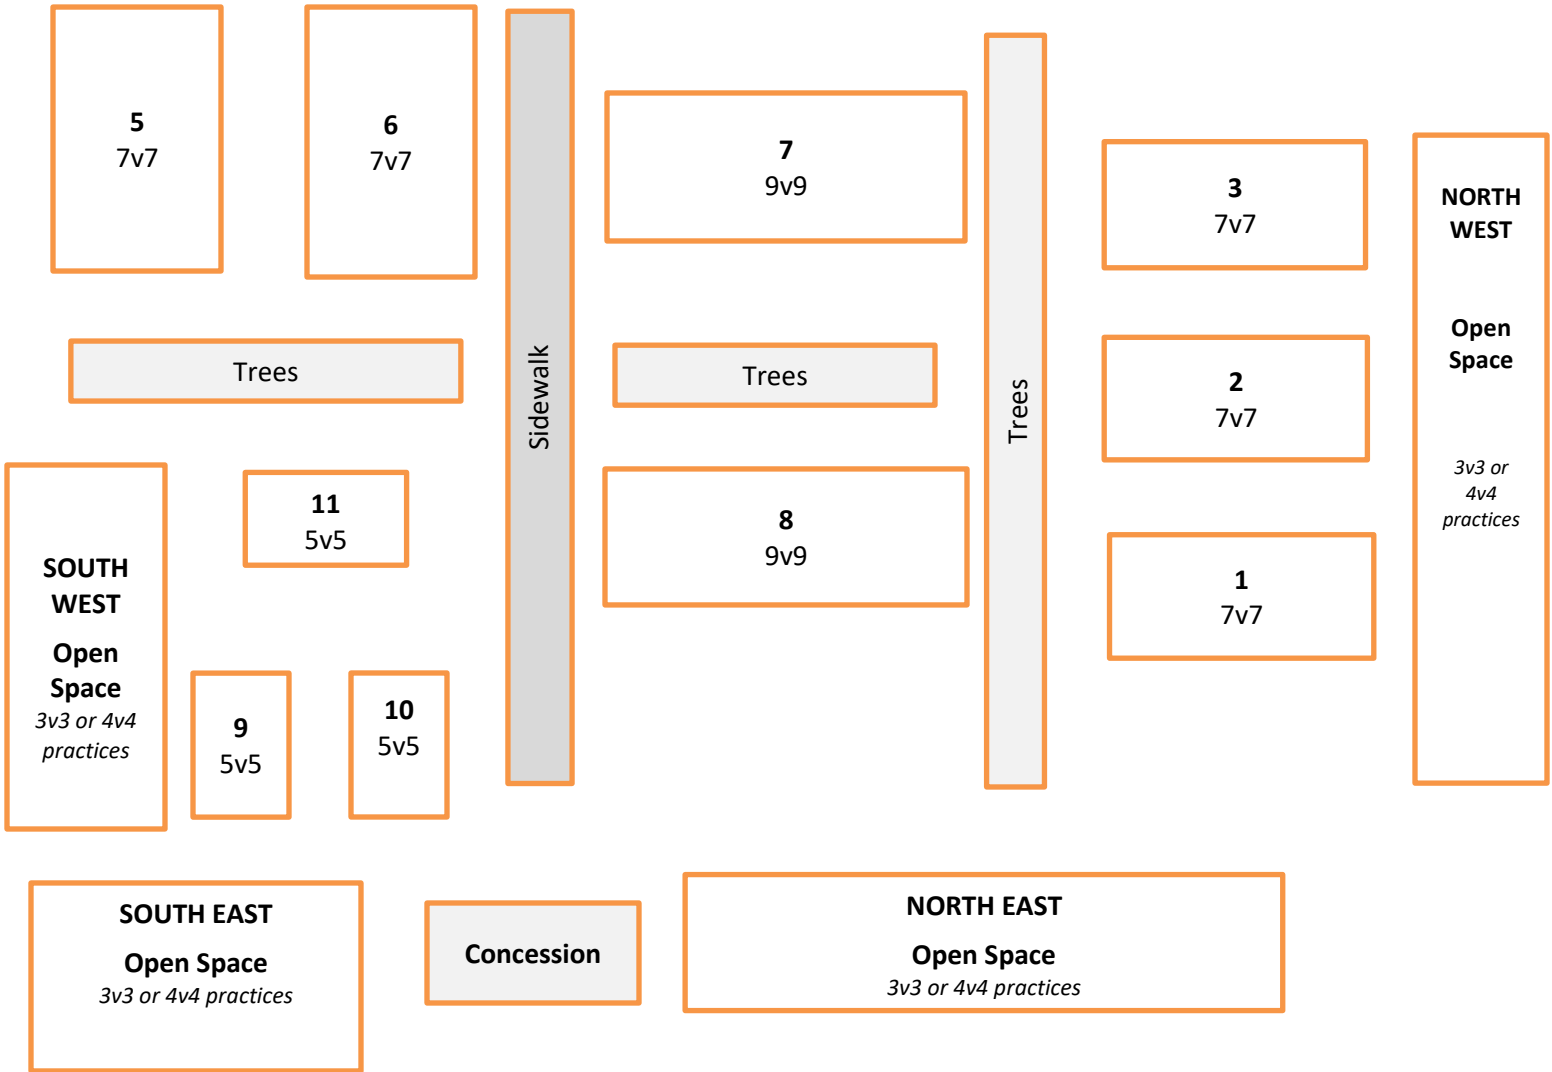 5
7v7
6
7v7
Sidewalk
7
9v9
Trees
3
7v7
NORTH
WEST
Open
Space
3v3 or
4v4
practices
Trees
Trees
2
7v7
11
5v5
8
9v9
1
7v7
SOUTH
WEST
Open
Space
3v3 or 4v4
practices
9
5v5
10
5v5
SOUTH EAST
Open Space
3v3 or 4v4 practices
Concession
NORTH EAST
Open Space
3v3 or 4v4 practices